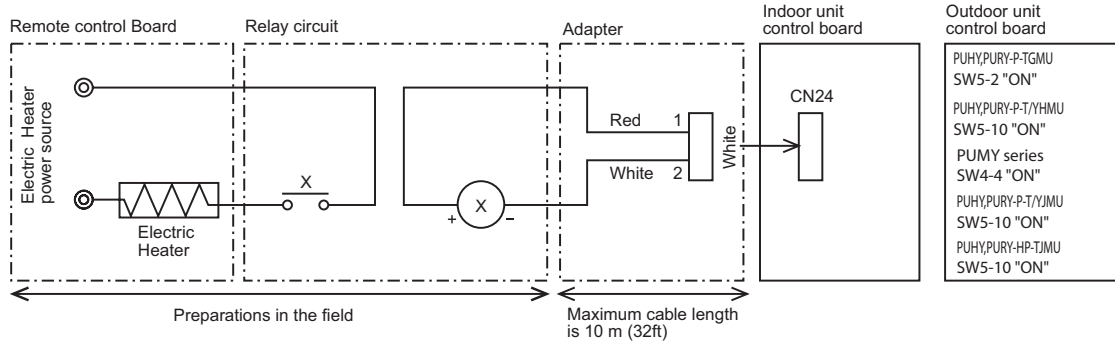 Remote control Board
Relay circuit
Adapter
Indoor unit
control board
Outdoor unit
control board
Electric Heater
power source
Electric
Heater
X
X
+
–
Red
1
White
2
White
CN24
PUHY,PURY-P-TGMU
SW5-2 "ON"
PUHY,PURY-P-T/YHMU
SW5-10 "ON"
PUMY series
SW4-4 "ON"
PUHY,PURY-P-T/YJMU
SW5-10 "ON"
PUHY,PURY-HP-TJMU
SW5-10 "ON"
Preparations in the field
Maximum cable length
is 10 m (32ft)